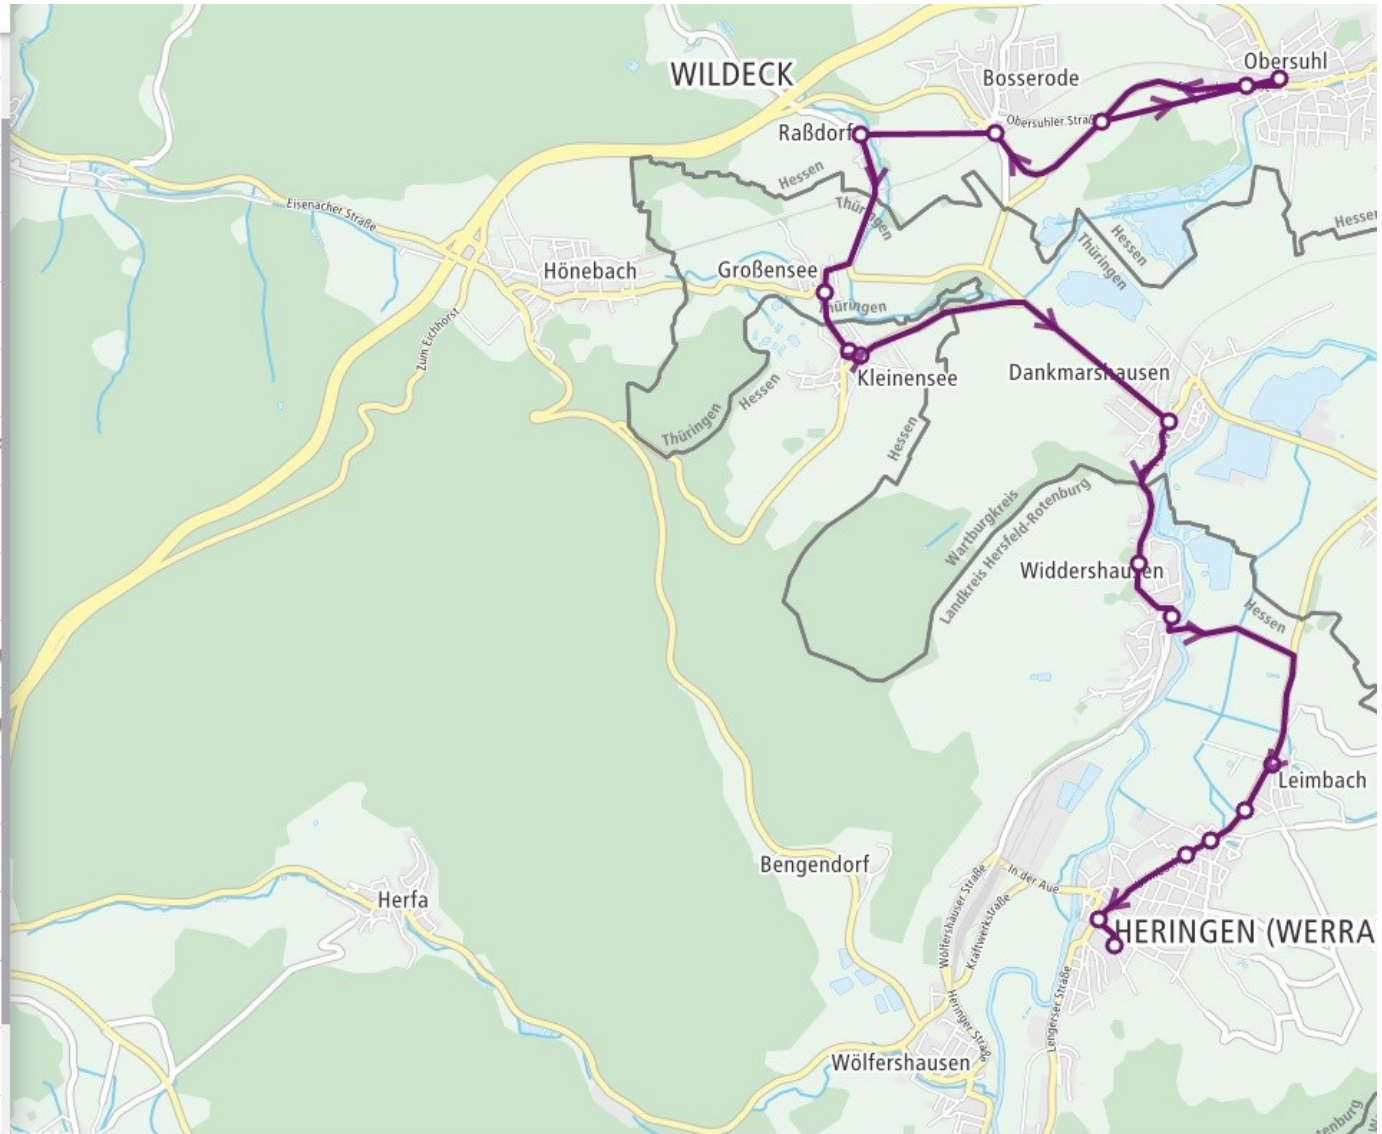 Obersuhl
WILDECK
Bosserode
Obersuhler Straß
Raßdorf
Hessen
Thüringen
Hessen
Eisenacher Straße
Hessen
Thüringen
Hönebach
Großensee
Thüringen
Zum Eichhorst
Kleinensee
Dankmarshausen
Hessen
Thüringen
Hessen
Wartburgkreis
Landkreis Hersfeld-Rotenburg
Widdershausen
Hessen
Leimbach
Bengendorf
In der Aue
Wölfershäuser Straße
Kraftwerkstraße
Herfa
HERINGEN (WERRA
Lengerser Straße
Heringer Straße
Wölfershausen
tenburg